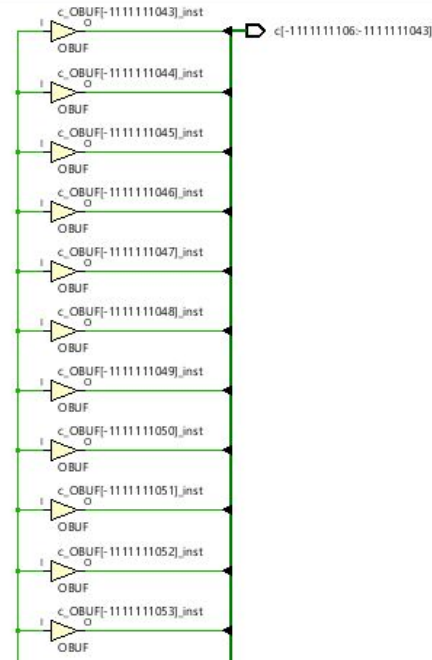 c_OBUF[-1111111043]_inst
I
O
OBUF
c[-1111111106:-1111111043]
c_OBUF[-1111111044]_inst
I
O
OBUF
c_OBUF[-1111111045]_inst
I
O
OBUF
c_OBUF[-1111111046]_inst
I
O
OBUF
c_OBUF[-1111111047]_inst
I
O
OBUF
c_OBUF[-1111111048]_inst
I
O
OBUF
c_OBUF[-1111111049]_inst
I
O
OBUF
c_OBUF[-1111111050]_inst
I
O
OBUF
c_OBUF[-1111111051]_inst
I
O
OBUF
c_OBUF[-1111111052]_inst
I
O
OBUF
c_OBUF[-1111111053]_inst
I
O
OBUF